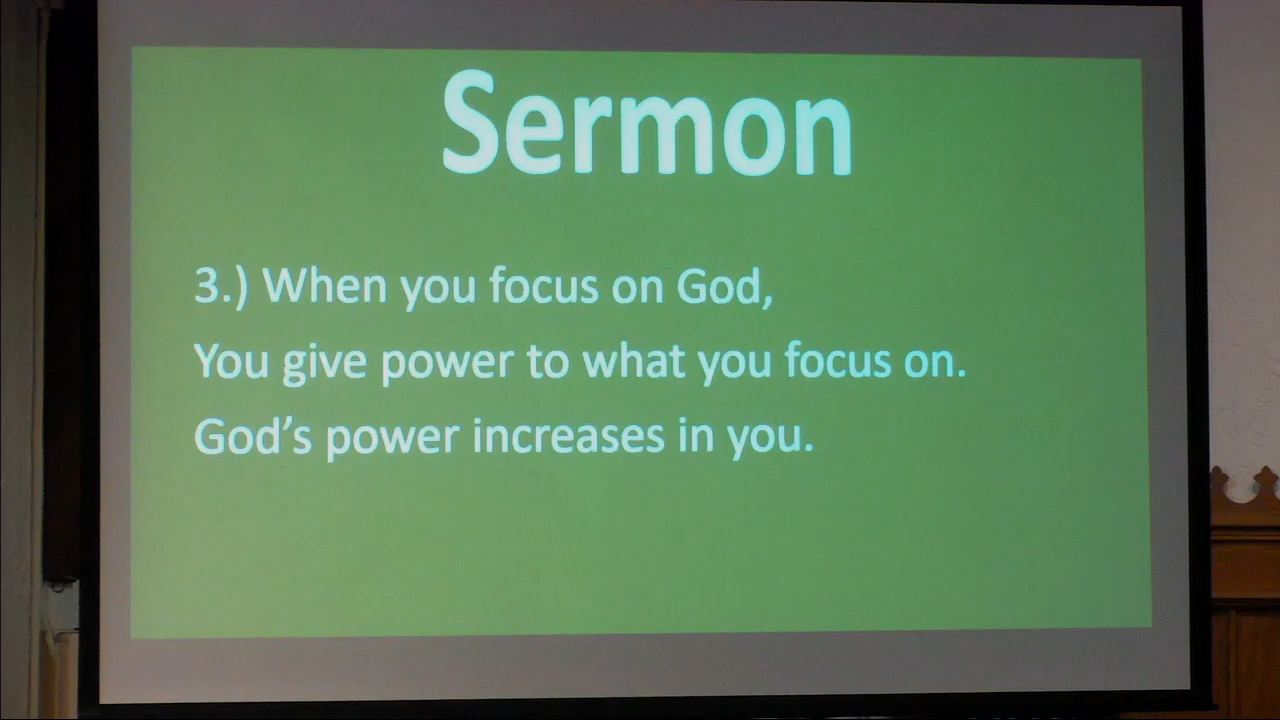 Sermon
3.) When you focus on God,
You give power to what you focus on.
God’s power increases in you.